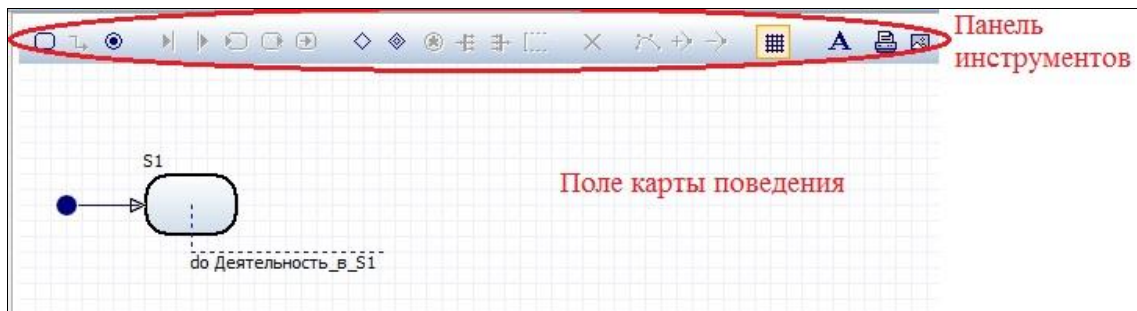 A
Панель
инструментов
S1
Поле карты поведения
do Деятельность_в_S1